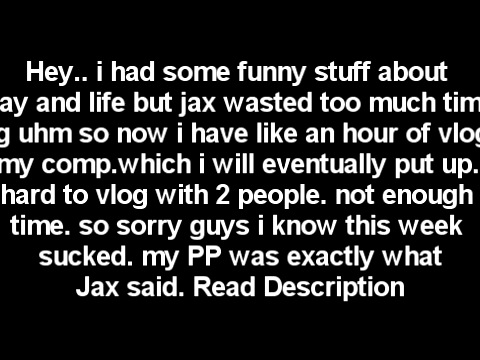 Hey.. i had some funny stuff about
ay and life but jax wasted too much tim
g uhm so now i have like an hour of vlog
my comp.which i will eventually put up.
hard to vlog with 2 people. not enough
time. so sorry guys i know this week
sucked. my PP was exactly what
Jax said. Read Description